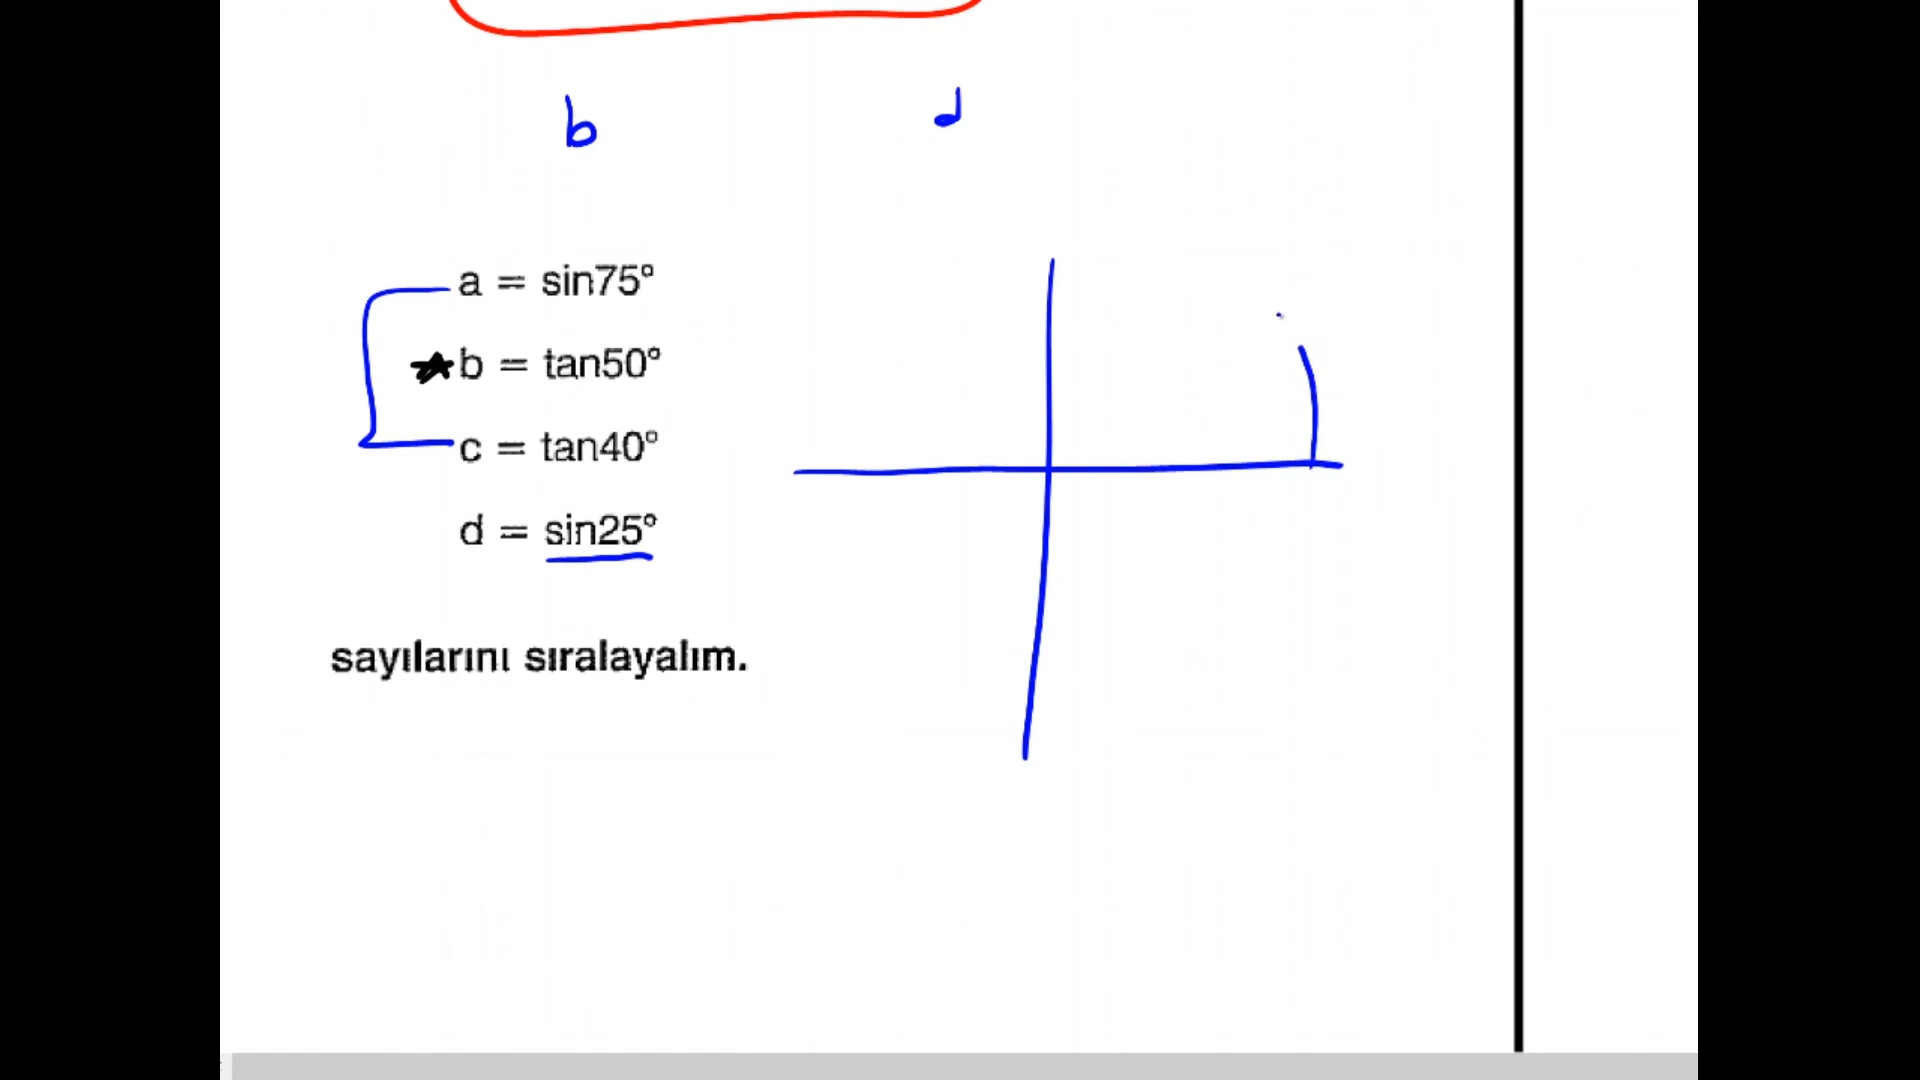 b d
a = sin75°
b = tan50°
c = tan40°
d = sin25°
sayılarını sıralayalım.